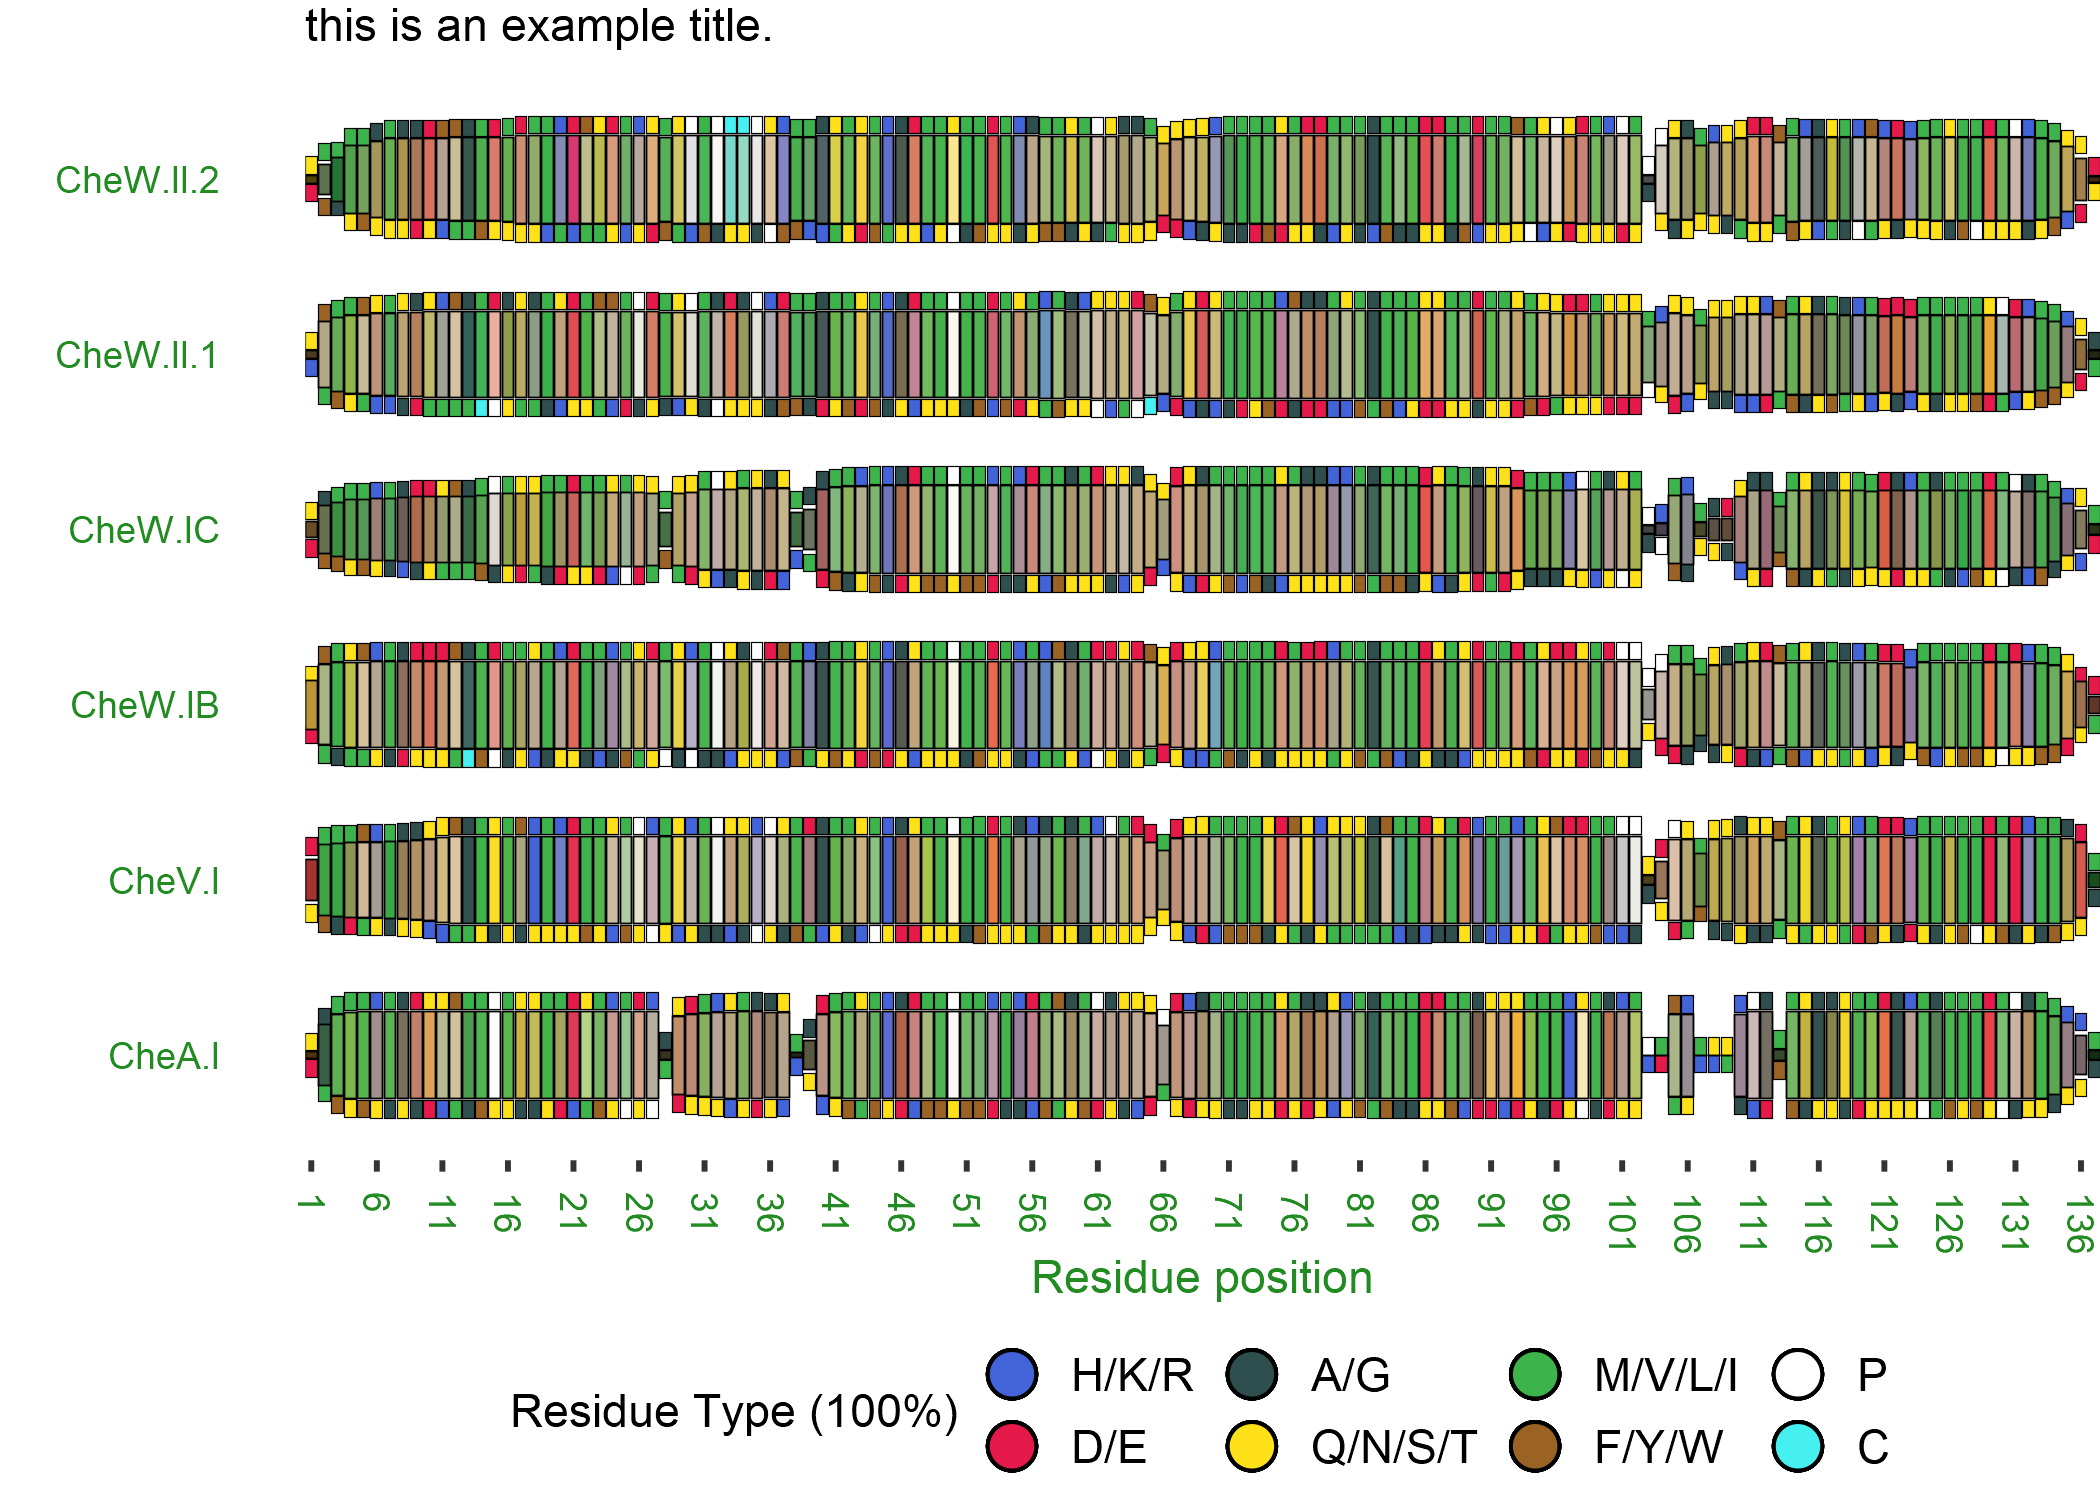 this is an example title.
CheW.II.2
CheW.II.1
CheW.IC
CheW.IB
CheV.I
CheA.I
1 6 11 16 21 26 31 36 41 46 51 56 61 66 71 76 81 86 91 96 101 106 111 116 121 126 131 136
Residue position
Residue Type (100%)
H/K/R A/G M/V/L/I P
D/E Q/N/S/T F/Y/W C